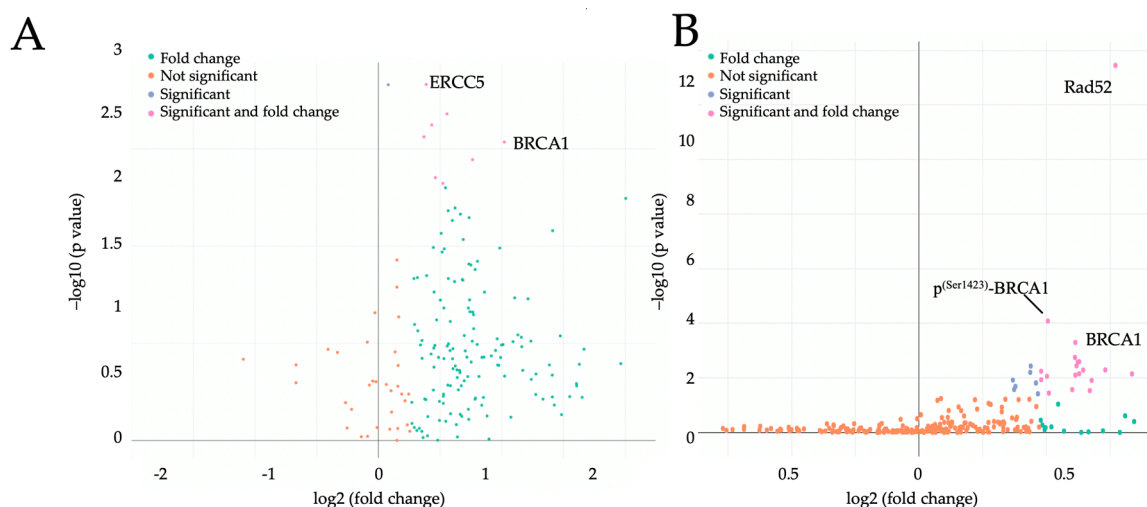 A
3
2.5
2
1.5
1
0.5
0
−log10 (p value)
Fold change
Not significant
Significant
Significant and fold change
ERCC5
BRCA1
-2
-1
0
1
2
log2 (fold change)
B
12
10
8
6
4
2
0
−log10 (p value)
Fold change
Not significant
Significant
Significant and fold change
Rad52
p(Ser1423)-BRCA1
BRCA1
0.5
0
0.5
log2 (fold change)